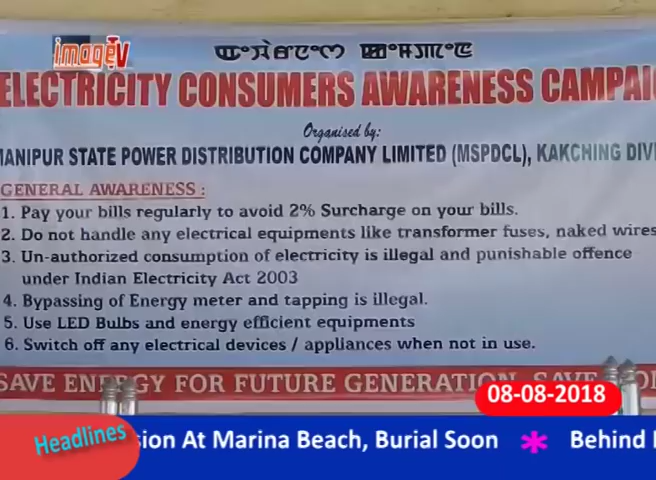 imageTV
ELECTRICITY CONSUMERS AWARENESS CAMPAI
Organised by:
MANIPUR STATE POWER DISTRIBUTION COMPANY LIMITED (MSPDCL), KAKCHING DIVI
GENERAL AWARENESS :
1. Pay your bills regularly to avoid 2% Surcharge on your bills.
2. Do not handle any electrical equipments like transformer fuses, naked wires
3. Un-authorized consumption of electricity is illegal and punishable offence
under Indian Electricity Act 2003
4. Bypassing of Energy meter and tapping is illegal.
5. Use LED Bulbs and energy efficient equipments
6. Switch off any electrical devices / appliances when not in use.
SAVE ENERGY FOR FUTURE GENERATION, SAVE
08-08-2018
Headlines sion At Marina Beach, Burial Soon * Behind